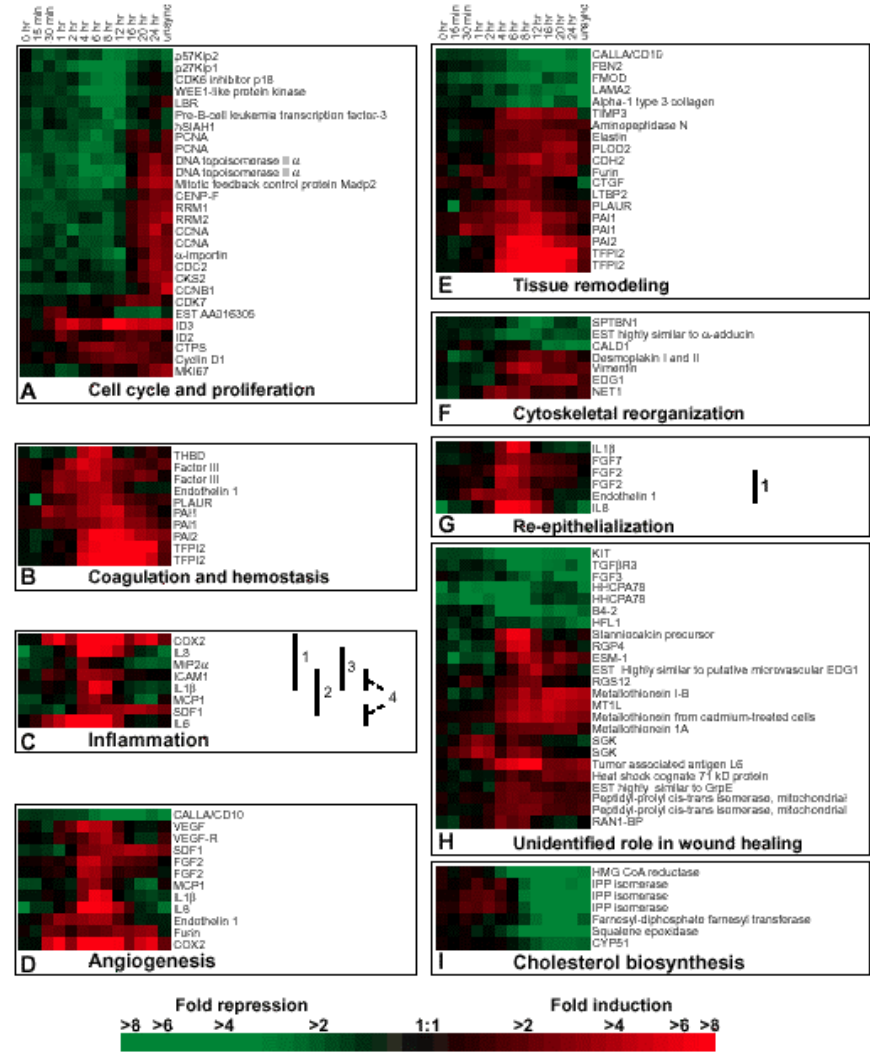 0 hr
15 min
30 min
1 hr
2 hr
4 hr
6 hr
8 hr
12 hr
16 hr
20 hr
24 hr
unsync
p57Kip2
p27Kip1
CDK6 inhibitor p18
WEE1-like protein kinase
LBR
Pre-B-cell leukemia transcription factor-3
hSIAH1
PCNA
PCNA
DNA topoisomerase II α
DNA topoisomerase II α
Mitotic feedback control protein Madp2
CENP-F
RRM1
RRM2
CCNA
CCNA
α-importin
CDC2
CKS2
CCNB1
CDK7
EST AA016305
ID3
ID2
CTPS
Cyclin D1
MKI67
A Cell cycle and proliferation
THBD
Factor III
Factor III
Endothelin 1
PLAUR
PAI1
PAI1
PAI2
TFPI2
TFPI2
B Coagulation and hemostasis
COX2
IL8
MIP2α
ICAM1
IL1β
MCP1
SDF1
IL6
1
2
3
4
C Inflammation
CALLA/CD10
VEGF
VEGF-R
SDF1
FGF2
FGF2
MCP1
IL1β
IL8
Endothelin 1
Furin
COX2
D Angiogenesis
0 hr
15 min
30 min
1 hr
2 hr
4 hr
6 hr
8 hr
12 hr
16 hr
20 hr
24 hr
unsync
CALLA/CD10
FBN2
FMOD
LAMA2
Alpha-1 type 3 collagen
TIMP3
Aminopeptidase N
Elastin
PLOD2
CDH2
Furin
CTGF
LTBP2
PLAUR
PAI1
PAI1
PAI2
TFPI2
TFPI2
E Tissue remodeling
SPTBN1
EST highly similar to α-adducin
CALD1
Desmoplakin I and II
Vimentin
EDG1
NET1
F Cytoskeletal reorganization
IL1β
FGF7
FGF2
FGF2
Endothelin 1
IL8
1
G Re-epithelialization
KIT
TGFβR3
FGF3
HHCPA78
HHCPA78
B4-2
HFL1
Stanniocalcin precursor
RGP4
ESM-1
EST Highly similar to putative microvascular EDG1
RGS12
Metallothionein I-B
MT1L
Metallothionein from cadmium-treated cells
Metallothionein 1A
SGK
SGK
Tumor associated antigen L6
Heat shock cognate 71 kD protein
EST highly similar to GrpE
Peptidyl-prolyl cis-trans isomerase, mitochondrial
Peptidyl-prolyl cis-trans isomerase, mitochondrial
RAN1-BP
H Unidentified role in wound healing
HMG CoA reductase
IPP isomerase
IPP isomerase
IPP isomerase
Farnesyl-diphosphate farnesyl transferase
Squalene epoxidase
CYP51
I Cholesterol biosynthesis
Fold repression Fold induction
>8 >6 >4 >2 1:1 >2 >4 >6 >8